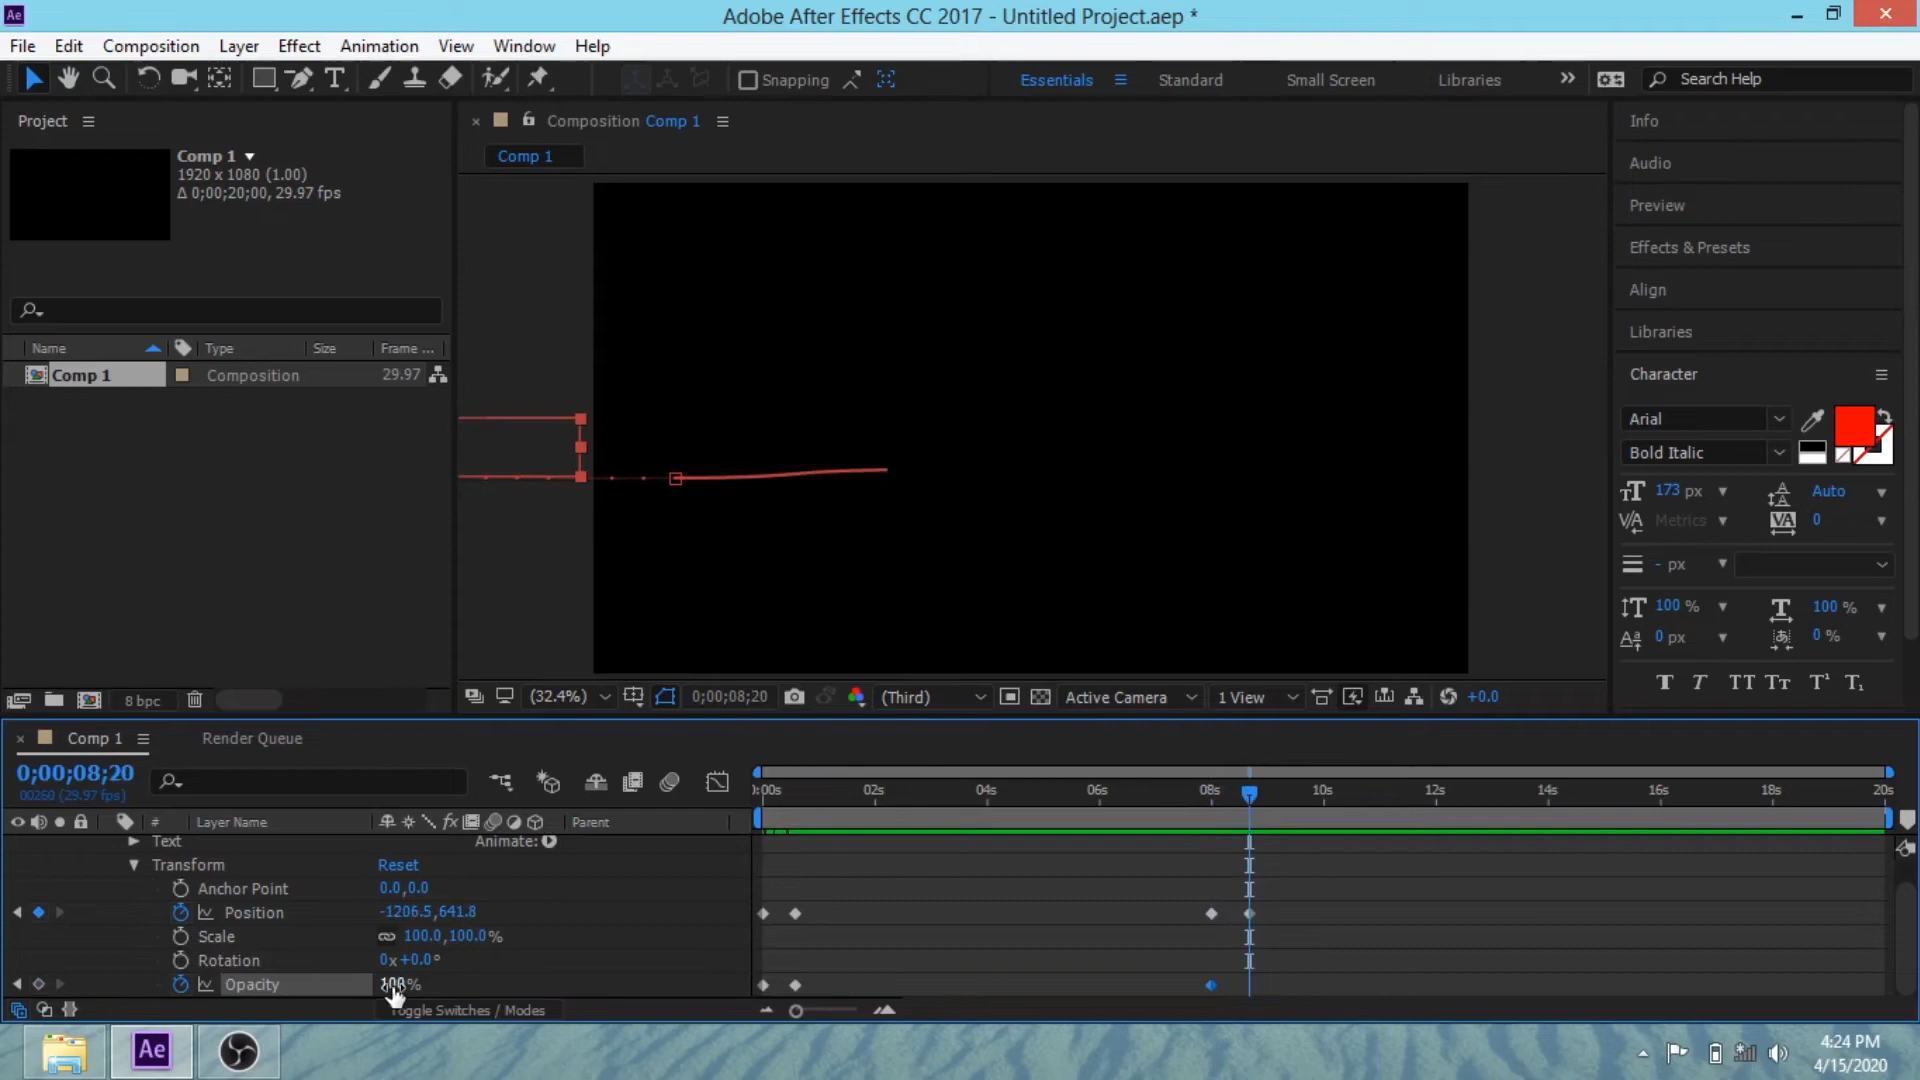 Ae
Adobe After Effects CC 2017 - Untitled Project.aep *
File Edit Composition Layer Effect Animation View Window Help
Snapping Essentials Standard Small Screen Libraries Search Help
Project
Comp 1
1920 x 1080 (1.00)
Δ 0;00;20;00, 29.97 fps
Name Type Size Frame ...
Comp 1 Composition 29.97
8 bpc
Composition Comp 1
Comp 1
(32.4%) 0;00;08;20 (Third) Active Camera 1 View +0.0
Info
Audio
Preview
Effects & Presets
Align
Libraries
Character
Arial
Bold Italic
173 px Auto
Metrics 0
- px
100 % 100 %
0 px 0 %
T T TT Tт T¹ T₁
Comp 1 Render Queue
0;00;08;20
00260 (29.97 fps)
# Layer Name Parent
Text Animate:
Transform Reset
Anchor Point 0.0,0.0
Position -1206.5,641.8
Scale 100.0,100.0%
Rotation 0x+0.0°
Opacity 100%
Toggle Switches / Modes
):00s 02s 04s 06s 08s 10s 12s 14s 16s 18s 20s
Ae
4:24 PM
4/15/2020